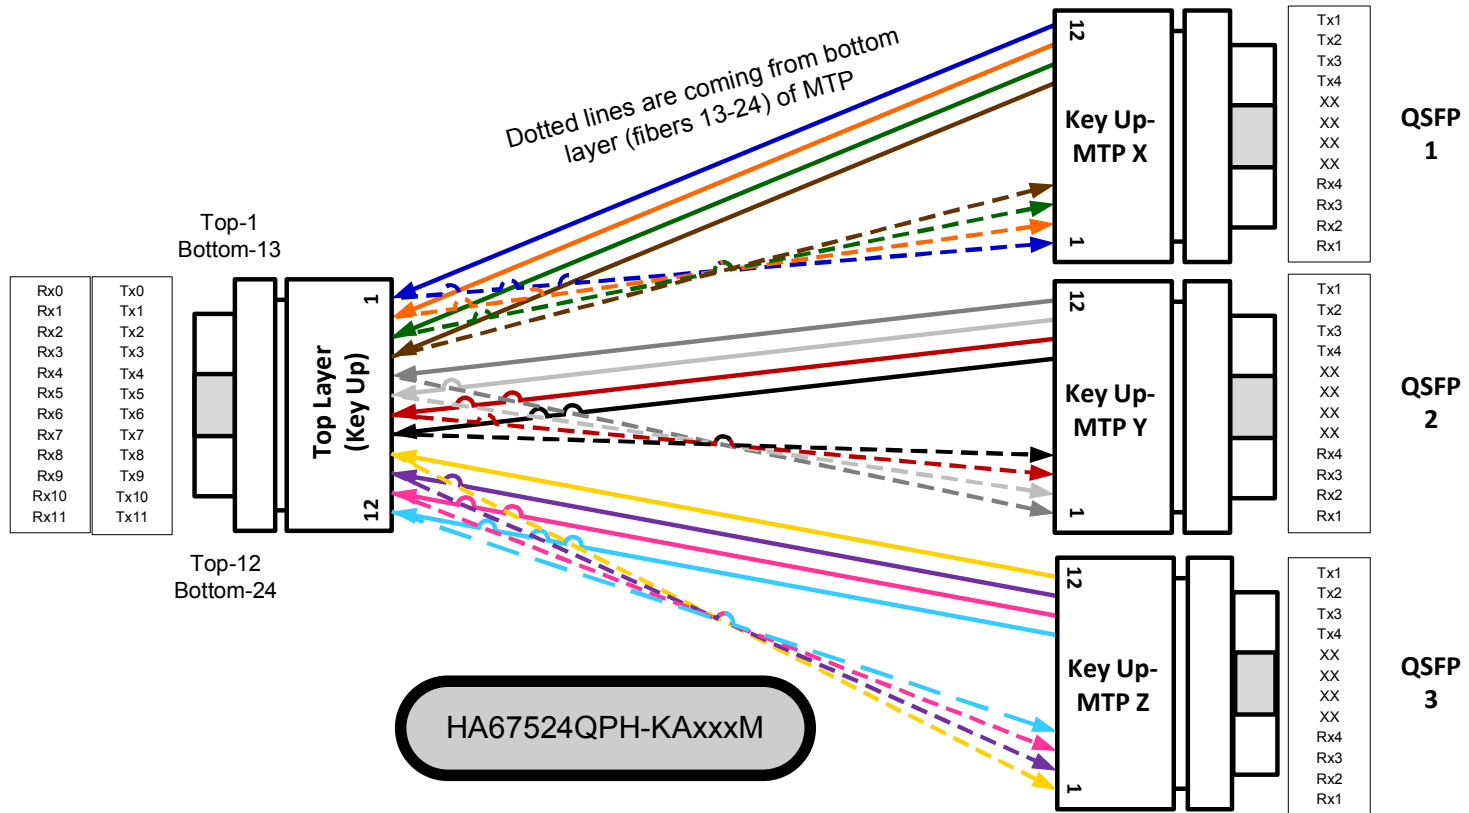 Dotted lines are coming from bottom
layer (fibers 13-24) of MTP
Top-1
Bottom-13
Rx0
Rx1
Rx2
Rx3
Rx4
Rx5
Rx6
Rx7
Rx8
Rx9
Rx10
Rx11
Tx0
Tx1
Tx2
Tx3
Tx4
Tx5
Tx6
Tx7
Tx8
Tx9
Tx10
Tx11
1
Top Layer
(Key Up)
12
Top-12
Bottom-24
12
Key Up-
MTP X
1
Tx1
Tx2
Tx3
Tx4
XX
XX
XX
XX
Rx4
Rx3
Rx2
Rx1
QSFP
1
12
Key Up-
MTP Y
1
Tx1
Tx2
Tx3
Tx4
XX
XX
XX
XX
Rx4
Rx3
Rx2
Rx1
QSFP
2
12
Key Up-
MTP Z
1
Tx1
Tx2
Tx3
Tx4
XX
XX
XX
XX
Rx4
Rx3
Rx2
Rx1
QSFP
3
HA67524QPH-KAxxxM